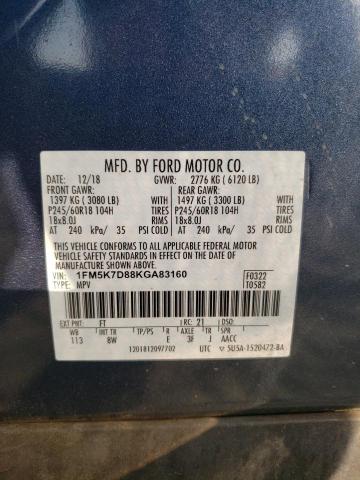 MFD. BY FORD MOTOR CO.
DATE: 12/18 GVWR: 2776 KG ( 6120 LB)
FRONT GAWR: REAR GAWR:
1397 KG ( 3080 LB) 1497 KG ( 3300 LB)
P245/60R18 104H TIRES P245/60R18 104H TIRES
18x8.0J RIMS 18x8.0J RIMS
AT 240 kPa/ 35 PSI COLD AT 240 kPa/ 35 PSI COLD
THIS VEHICLE CONFORMS TO ALL APPLICABLE FEDERAL MOTOR
VEHICLE SAFETY AND THEFT PREVENTION STANDARDS IN EFFECT
ON THE DATE OF MANUFACTURE SHOWN ABOVE.
VIN: 1FM5K7D88KGA83160 F0322
TYPE: MPV T0582
EXT PNT: FT RC: 21 DSO:
WB INT TR TP/PS R AXLE TR SPR
113 8W E 3F J AACC
1201812097702 UTC 5U5A-1520472-BA